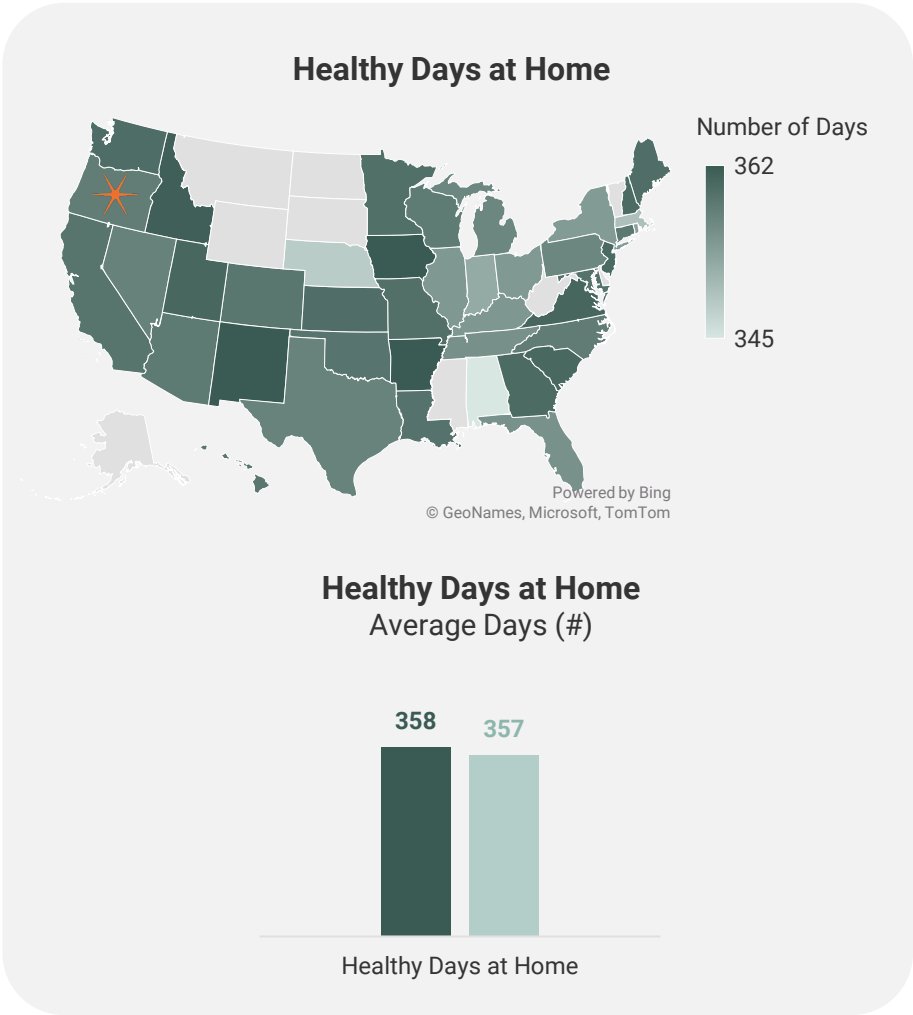 Healthy Days at Home
Number of Days
362
345
Powered by Bing
© GeoNames, Microsoft, TomTom
Healthy Days at Home
Average Days (#)
358
357
Healthy Days at Home